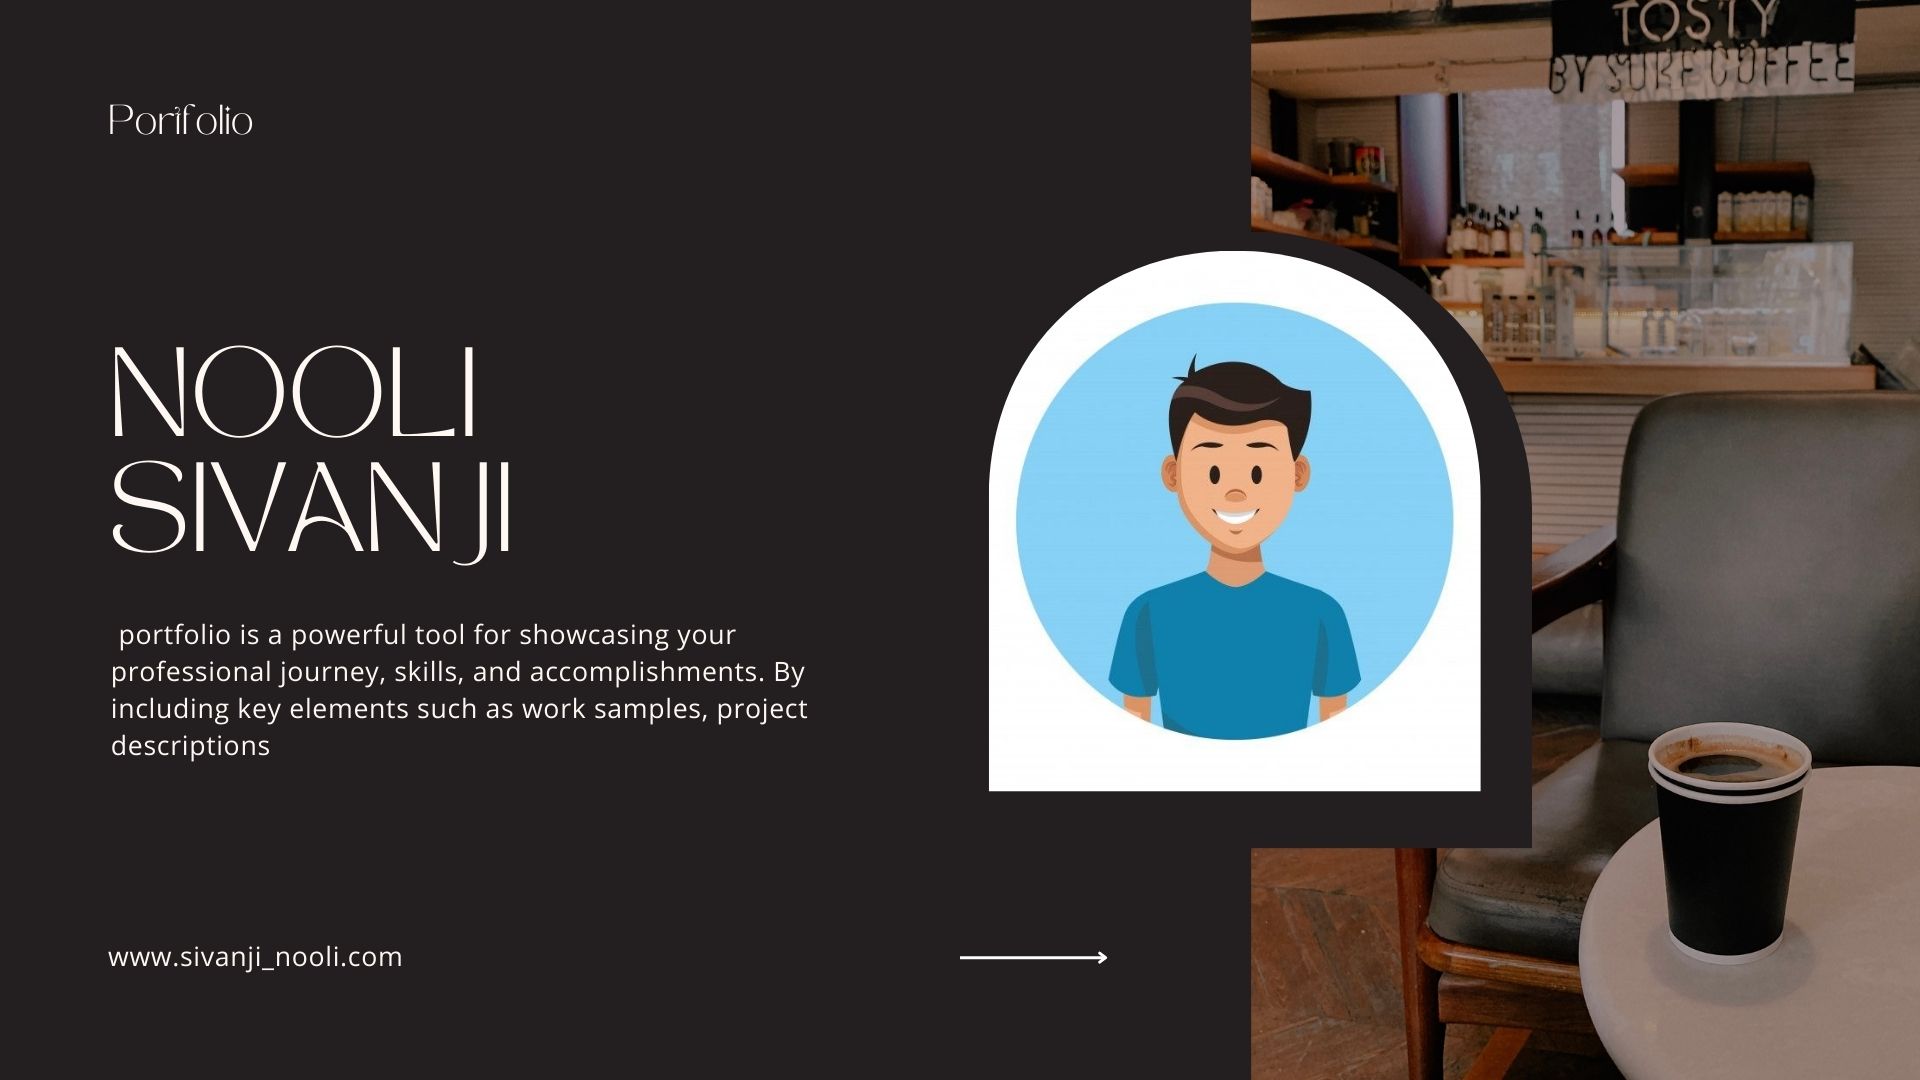 Portfolio
NOOLI
SIVANJI
portfolio is a powerful tool for showcasing your
professional journey, skills, and accomplishments. By
including key elements such as work samples, project
descriptions
www.sivanji_nooli.com
TOSTY
BY SURE COFFEE